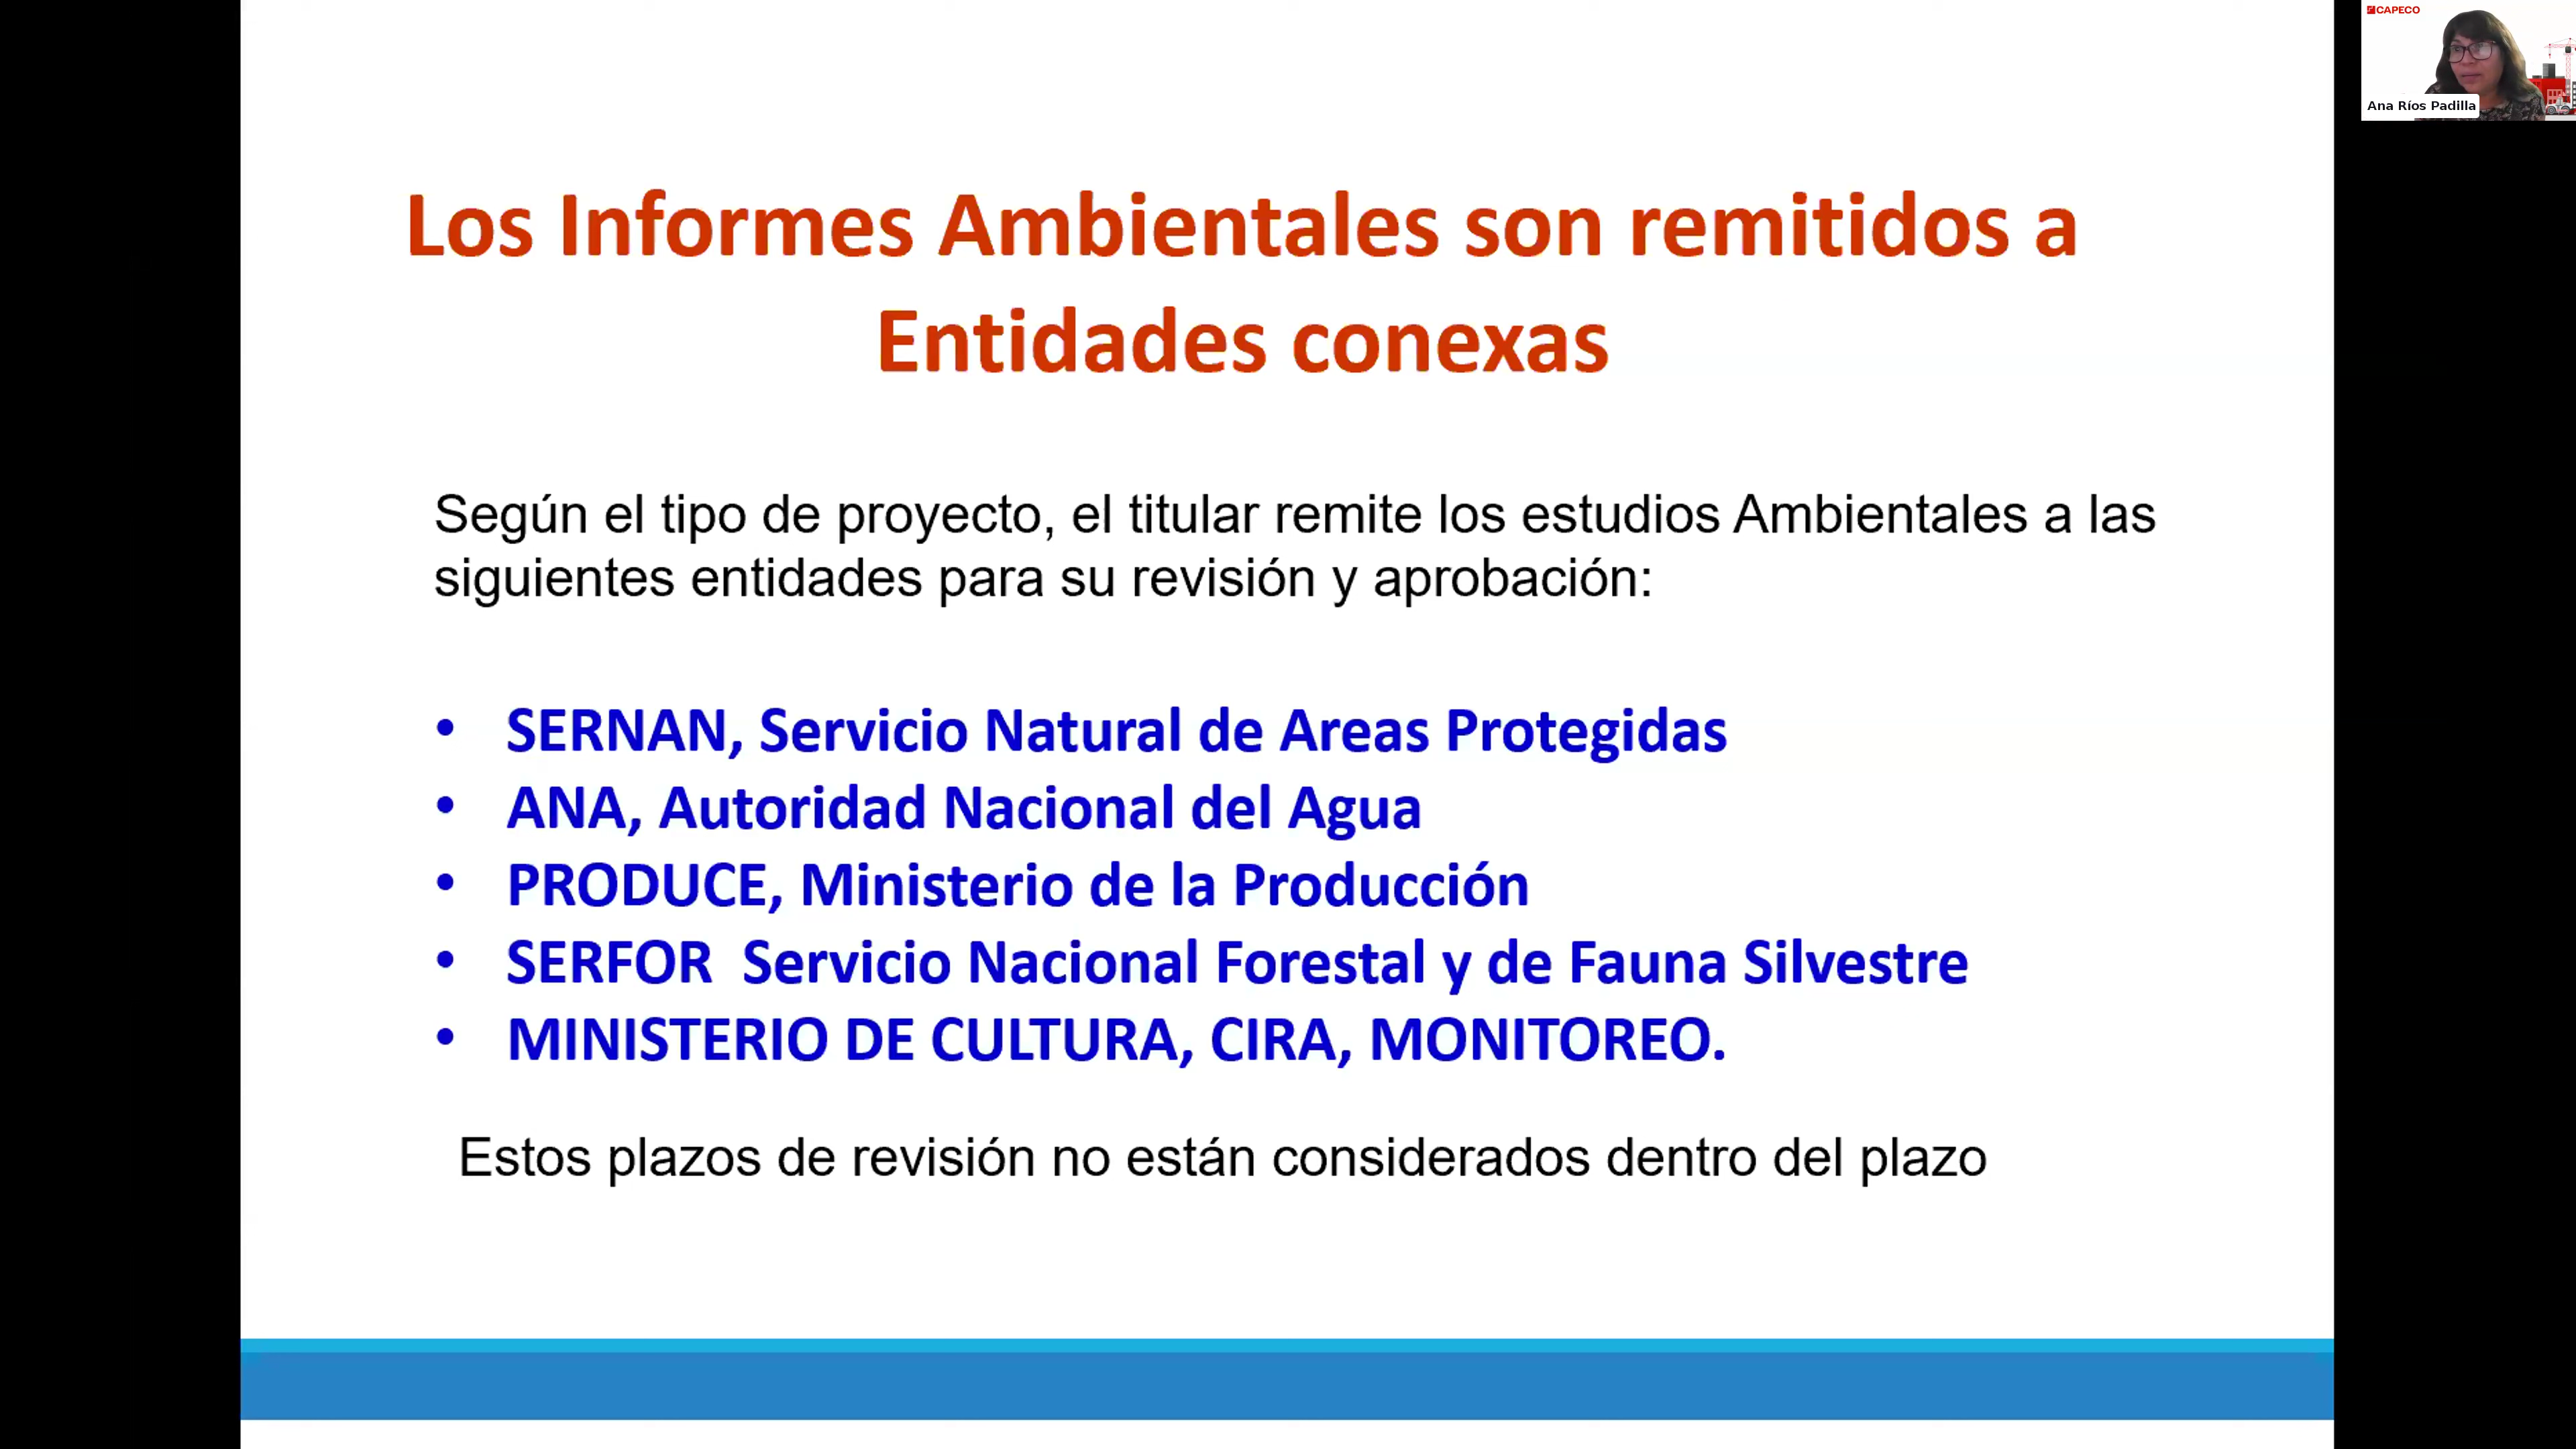 CAPECO
Ana Ríos Padilla
Los Informes Ambientales son remitidos a
Entidades conexas
Según el tipo de proyecto, el titular remite los estudios Ambientales a las
siguientes entidades para su revisión y aprobación:
• SERNAN, Servicio Natural de Areas Protegidas
• ANA, Autoridad Nacional del Agua
• PRODUCE, Ministerio de la Producción
• SERFOR  Servicio Nacional Forestal y de Fauna Silvestre
• MINISTERIO DE CULTURA, CIRA, MONITOREO.
Estos plazos de revisión no están considerados dentro del plazo